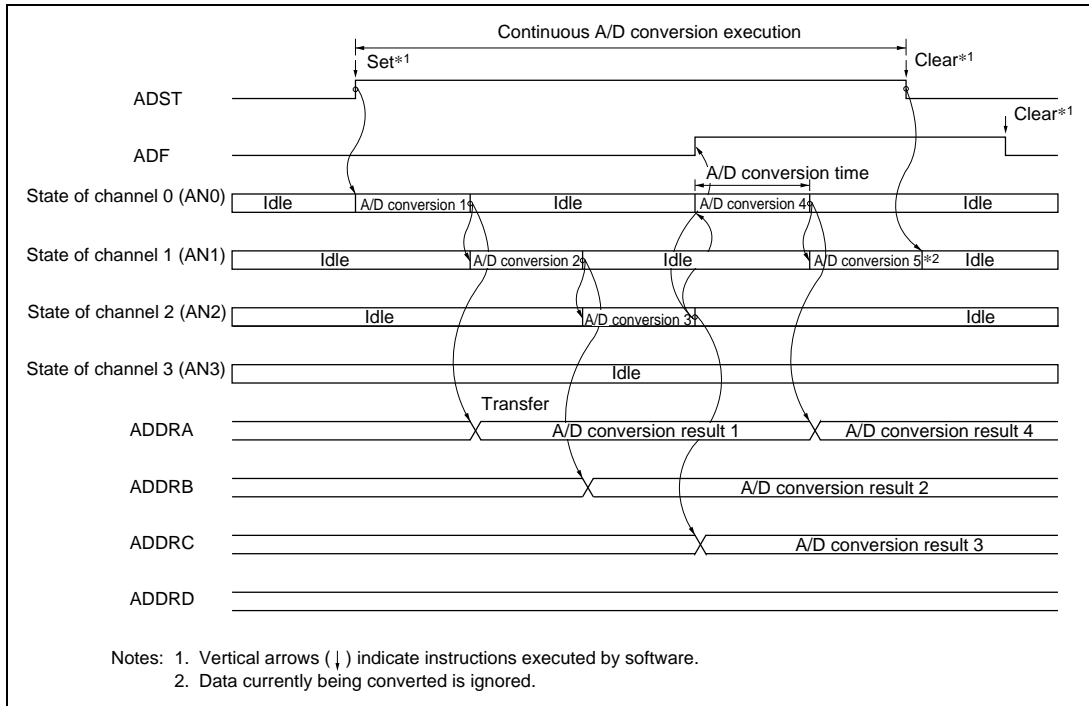 Continuous A/D conversion execution
Set*1
Clear*1
ADST
Clear*1
ADF
A/D conversion time
State of channel 0 (AN0)
Idle
A/D conversion 1
Idle
A/D conversion 4
Idle
State of channel 1 (AN1)
Idle
A/D conversion 2
Idle
A/D conversion 5
*2
Idle
State of channel 2 (AN2)
Idle
A/D conversion 3
Idle
State of channel 3 (AN3)
Idle
Transfer
ADDRA
A/D conversion result 1
A/D conversion result 4
ADDRB
A/D conversion result 2
ADDRC
A/D conversion result 3
ADDRD
Notes: 1. Vertical arrows (↓) indicate instructions executed by software.
2. Data currently being converted is ignored.